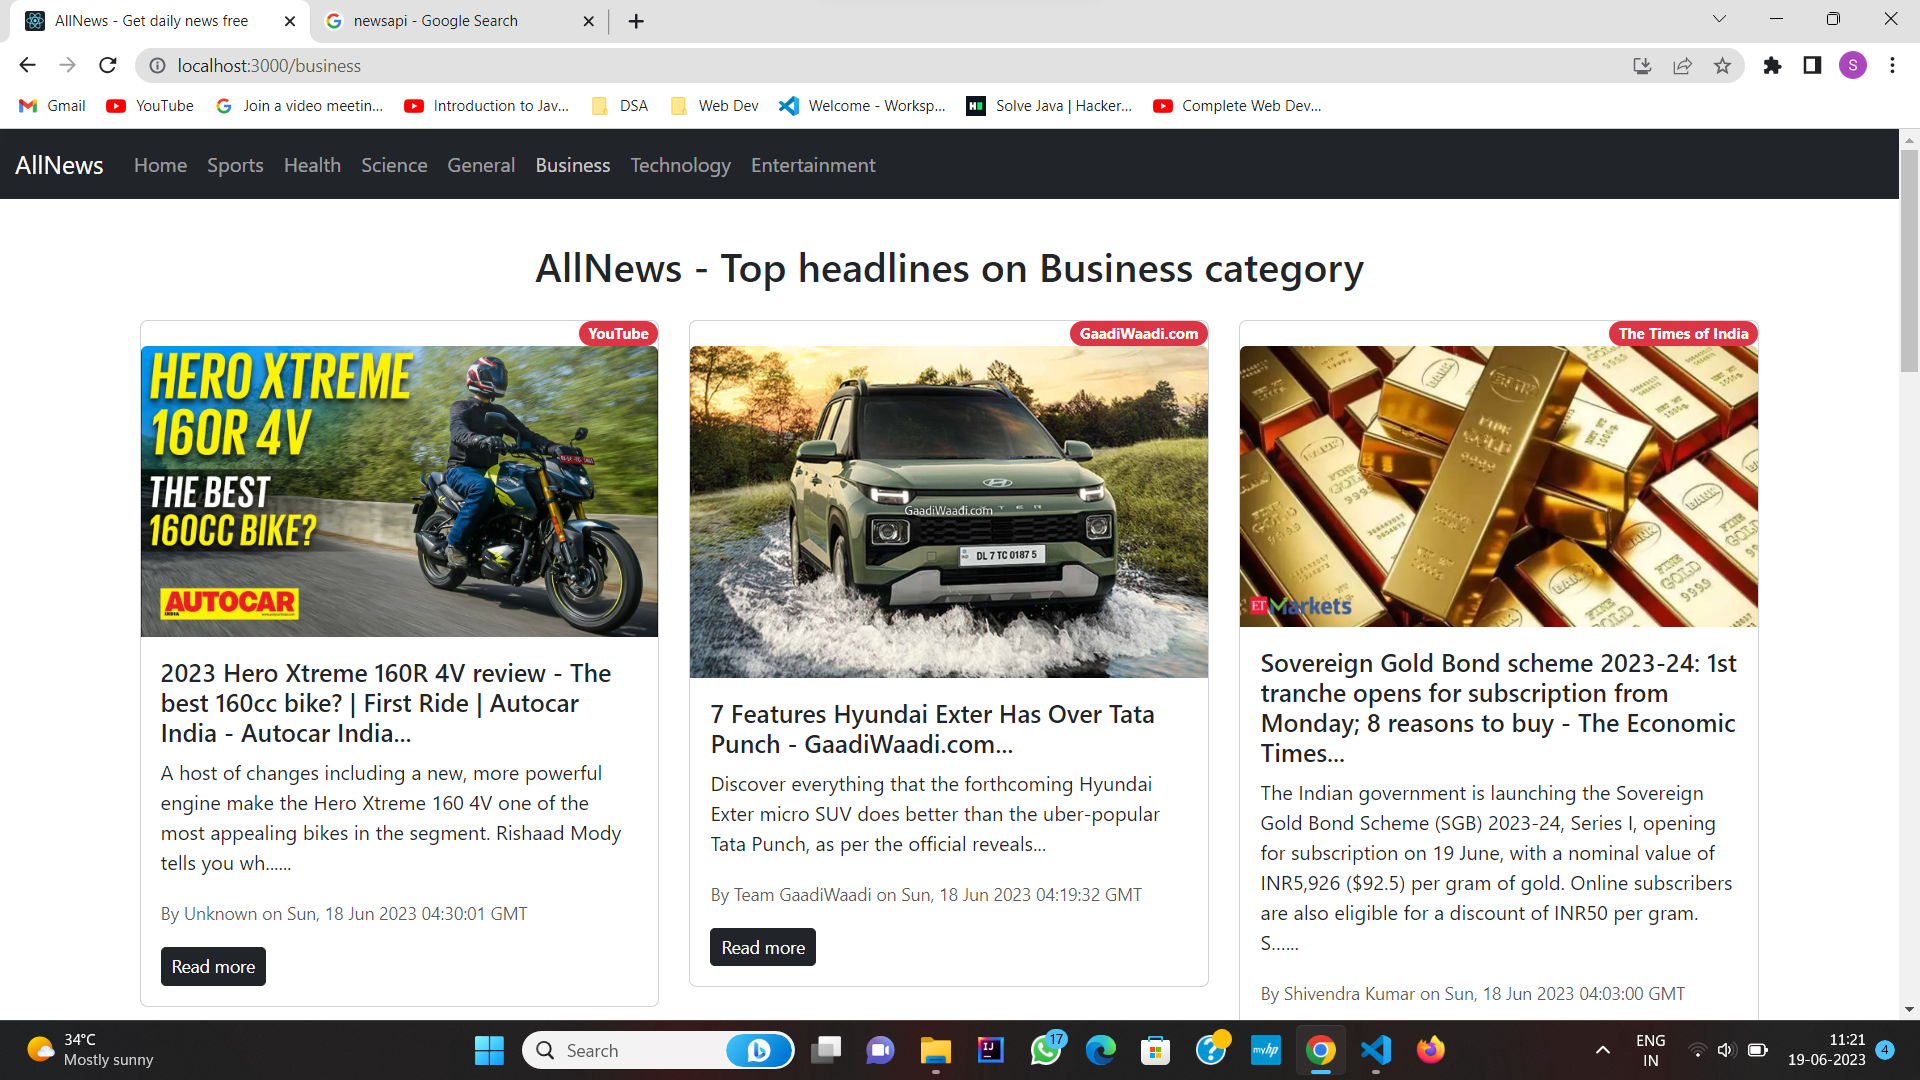 AllNews - Get daily news free
newsapi - Google Search
localhost:3000/business
S
Gmail
YouTube
Join a video meetin...
Introduction to Jav...
DSA
Web Dev
Welcome - Worksp...
Solve Java | Hacker...
Complete Web Dev...
AllNews
Home
Sports
Health
Science
General
Business
Technology
Entertainment
AllNews - Top headlines on Business category
YouTube
HERO XTREME
160R 4V
THE BEST
160CC BIKE?
AUTOCAR
INDIA
2023 Hero Xtreme 160R 4V review - The
best 160cc bike? | First Ride | Autocar
India - Autocar India...
A host of changes including a new, more powerful
engine make the Hero Xtreme 160 4V one of the
most appealing bikes in the segment. Rishaad Mody
tells you wh......
By Unknown on Sun, 18 Jun 2023 04:30:01 GMT
Read more
GaadiWaadi.com
GaadiWaadi.com
DL 7 TC 0187 5
7 Features Hyundai Exter Has Over Tata
Punch - GaadiWaadi.com...
Discover everything that the forthcoming Hyundai
Exter micro SUV does better than the uber-popular
Tata Punch, as per the official reveals...
By Team GaadiWaadi on Sun, 18 Jun 2023 04:19:32 GMT
Read more
The Times of India
BANK
FINE
GOLD
999.9
ET Markets
Sovereign Gold Bond scheme 2023-24: 1st
tranche opens for subscription from
Monday; 8 reasons to buy - The Economic
Times...
The Indian government is launching the Sovereign
Gold Bond Scheme (SGB) 2023-24, Series I, opening
for subscription on 19 June, with a nominal value of
INR5,926 ($92.5) per gram of gold. Online subscribers
are also eligible for a discount of INR50 per gram.
S......
By Shivendra Kumar on Sun, 18 Jun 2023 04:03:00 GMT
34°C
Mostly sunny
Search
17
myhp
ENG
IN
11:21
19-06-2023
4